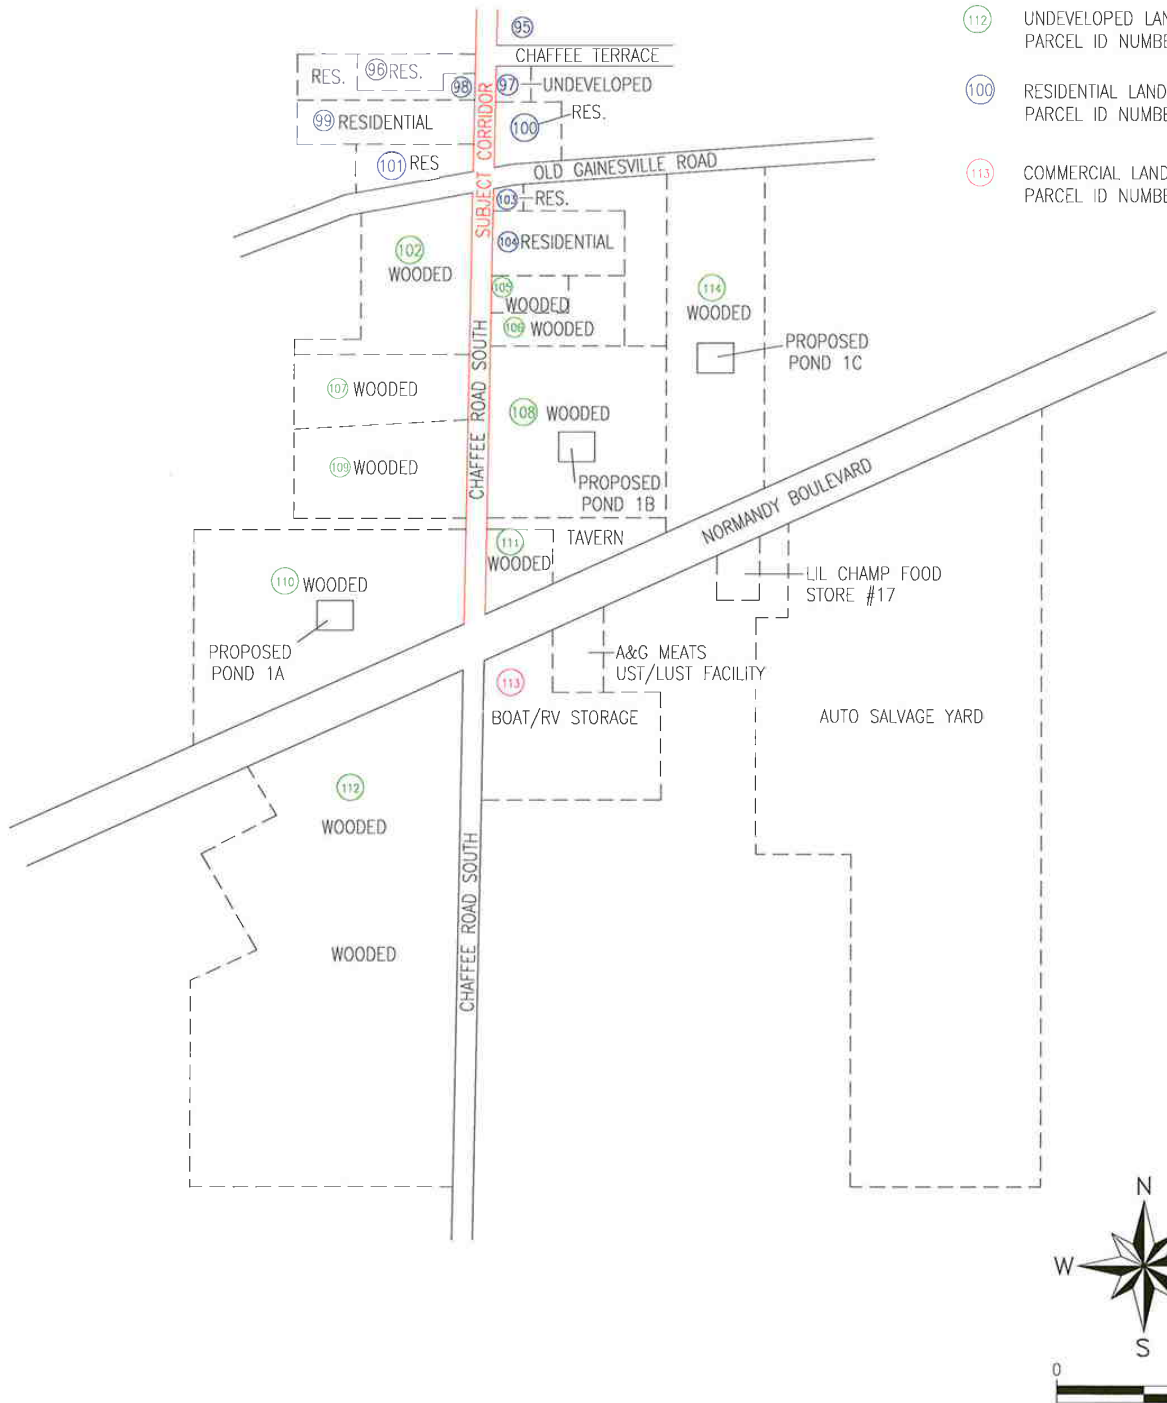 112 UNDEVELOPED LAN
PARCEL ID NUMBE
100 RESIDENTIAL LAND
PARCEL ID NUMBE
113 COMMERCIAL LAND
PARCEL ID NUMBE
95
CHAFFEE TERRACE
RES. 96 RES.
98 97 UNDEVELOPED
99 RESIDENTIAL
100 RES.
101 RES
OLD GAINESVILLE ROAD
SUBJECT CORRIDOR
103 RES.
104 RESIDENTIAL
102
WOODED
105
WOODED
106 WOODED
114
WOODED
PROPOSED
POND 1C
CHAFFEE ROAD SOUTH
107 WOODED
108 WOODED
109 WOODED
PROPOSED
POND 1B
NORMANDY BOULEVARD
TAVERN
111
WOODED
110 WOODED
LIL CHAMP FOOD
STORE #17
PROPOSED
POND 1A
A&G MEATS
UST/LUST FACILITY
113
BOAT/RV STORAGE
AUTO SALVAGE YARD
112
WOODED
CHAFFEE ROAD SOUTH
WOODED
N
W
S
0